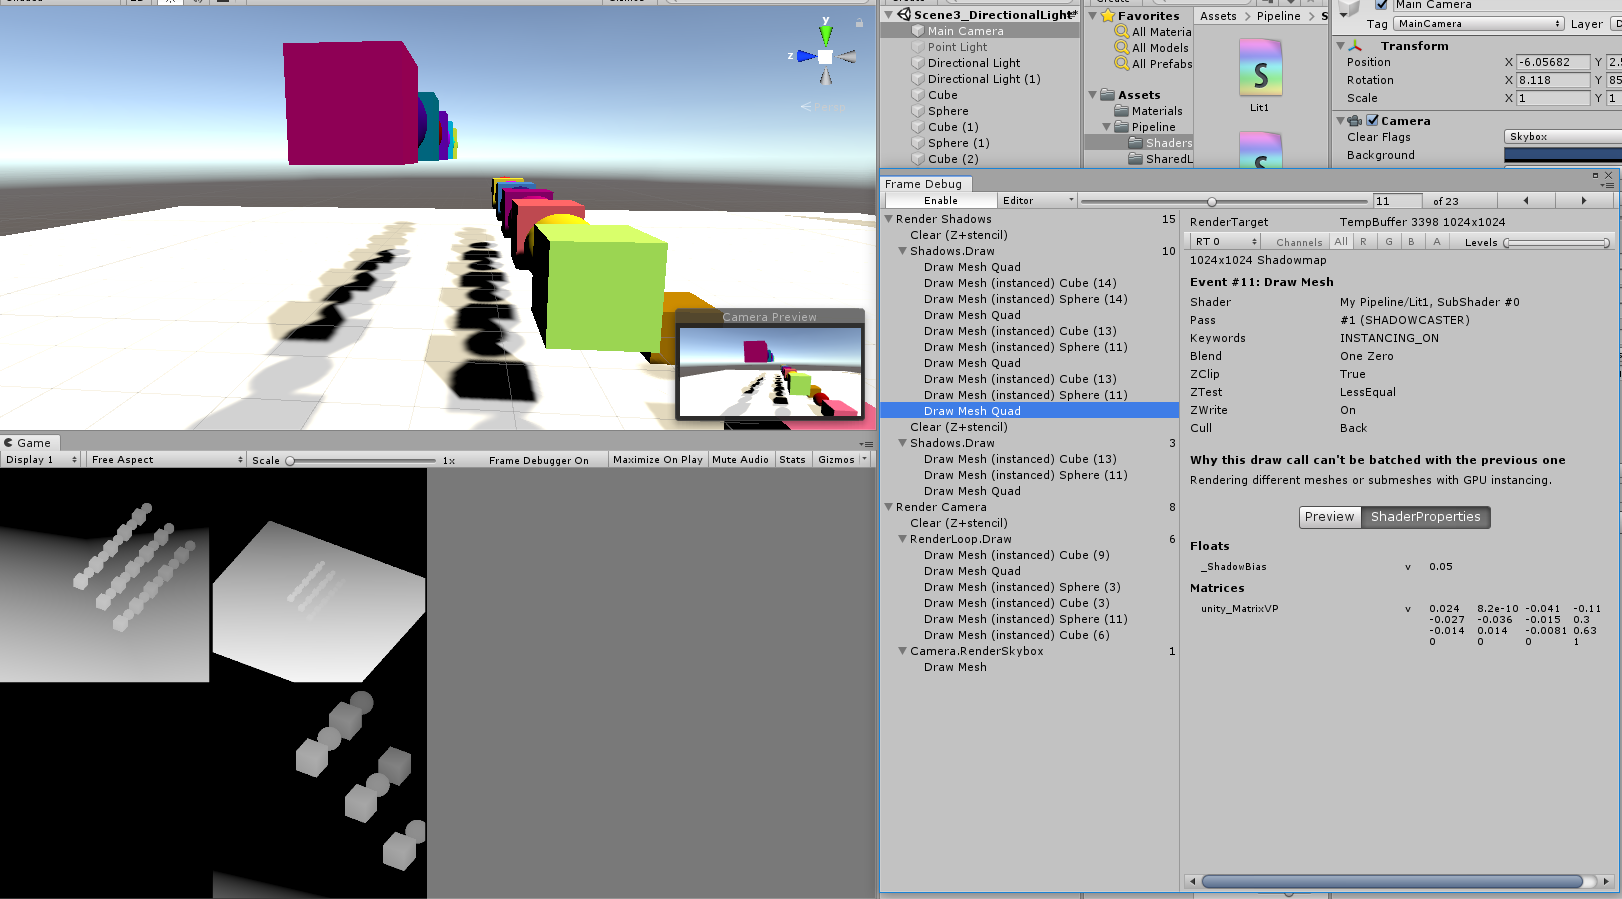 Scene3_DirectionalLight*
Main Camera
Point Light
Directional Light
Directional Light (1)
Cube
Sphere
Cube (1)
Sphere (1)
Cube (2)
Favorites
All Materia
All Models
All Prefabs
Assets
Materials
Pipeline
Shaders
SharedL
Assets > Pipeline > S
Lit1
Main Camera
Tag MainCamera Layer
Transform
Position X -6.05682 Y 2.5
Rotation X 8.118 Y 85
Scale X 1 Y 1
Camera
Clear Flags Skybox
Background
y
z
Persp
Camera Preview
Game
Display 1 Free Aspect Scale 1x Frame Debugger On Maximize On Play Mute Audio Stats Gizmos
Frame Debug
Enable Editor 11 of 23
Render Shadows 15
Clear (Z+stencil)
Shadows.Draw 10
Draw Mesh Quad
Draw Mesh (instanced) Cube (14)
Draw Mesh (instanced) Sphere (14)
Draw Mesh Quad
Draw Mesh (instanced) Cube (13)
Draw Mesh (instanced) Sphere (11)
Draw Mesh Quad
Draw Mesh (instanced) Cube (13)
Draw Mesh (instanced) Sphere (11)
Draw Mesh Quad
Clear (Z+stencil)
Shadows.Draw 3
Draw Mesh (instanced) Cube (13)
Draw Mesh (instanced) Sphere (11)
Draw Mesh Quad
Render Camera 8
Clear (Z+stencil)
RenderLoop.Draw 6
Draw Mesh (instanced) Cube (9)
Draw Mesh Quad
Draw Mesh (instanced) Sphere (3)
Draw Mesh (instanced) Cube (3)
Draw Mesh (instanced) Sphere (11)
Draw Mesh (instanced) Cube (6)
Camera.RenderSkybox 1
Draw Mesh
RenderTarget TempBuffer 3398 1024x1024
RT 0 Channels All R G B A Levels
1024x1024 Shadowmap
Event #11: Draw Mesh
Shader My Pipeline/Lit1, SubShader #0
Pass #1 (SHADOWCASTER)
Keywords INSTANCING_ON
Blend One Zero
ZClip True
ZTest LessEqual
ZWrite On
Cull Back
Why this draw call can't be batched with the previous one
Rendering different meshes or submeshes with GPU instancing.
Preview ShaderProperties
Floats
_ShadowBias v 0.05
Matrices
unity_MatrixVP v 0.024 8.2e-10 -0.041 -0.11
-0.027 -0.036 -0.015 0.3
-0.014 0.014 -0.0081 0.63
0 0 0 1